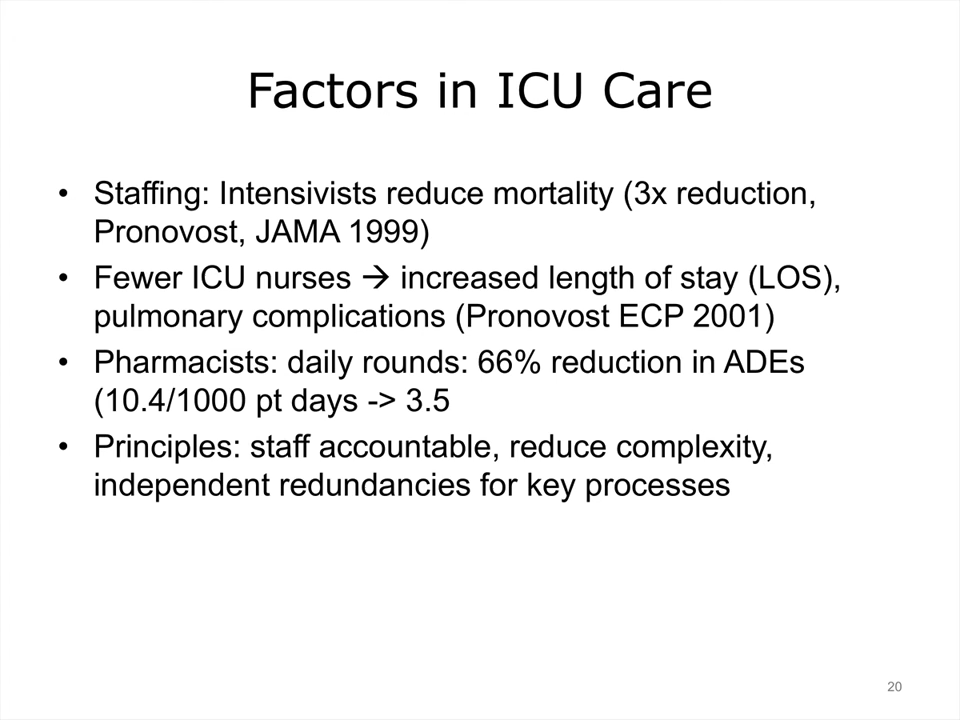 Factors in ICU Care
• Staffing: Intensivists reduce mortality (3x reduction,
Pronovost, JAMA 1999)
• Fewer ICU nurses → increased length of stay (LOS),
pulmonary complications (Pronovost ECP 2001)
• Pharmacists: daily rounds: 66% reduction in ADEs
(10.4/1000 pt days -> 3.5
• Principles: staff accountable, reduce complexity,
independent redundancies for key processes
20